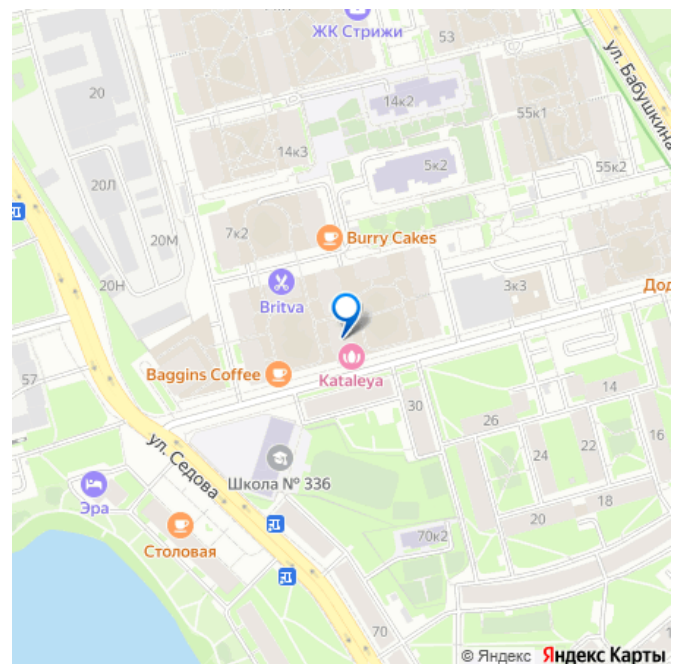 ЖК Стрижи
53
ул. Бабушкина
20
14к2
55к1
14к3
5к2
55к2
20Л
7к2
20М
Burry Cakes
20Н
Britva
3к3
Дод
Baggins Coffee
Kataleya
57
14
30
26
16
22
24
ул. Седова
Школа № 336
Эра
18
20
Столовая
70к2
70
© Яндекс Яндекс Карты